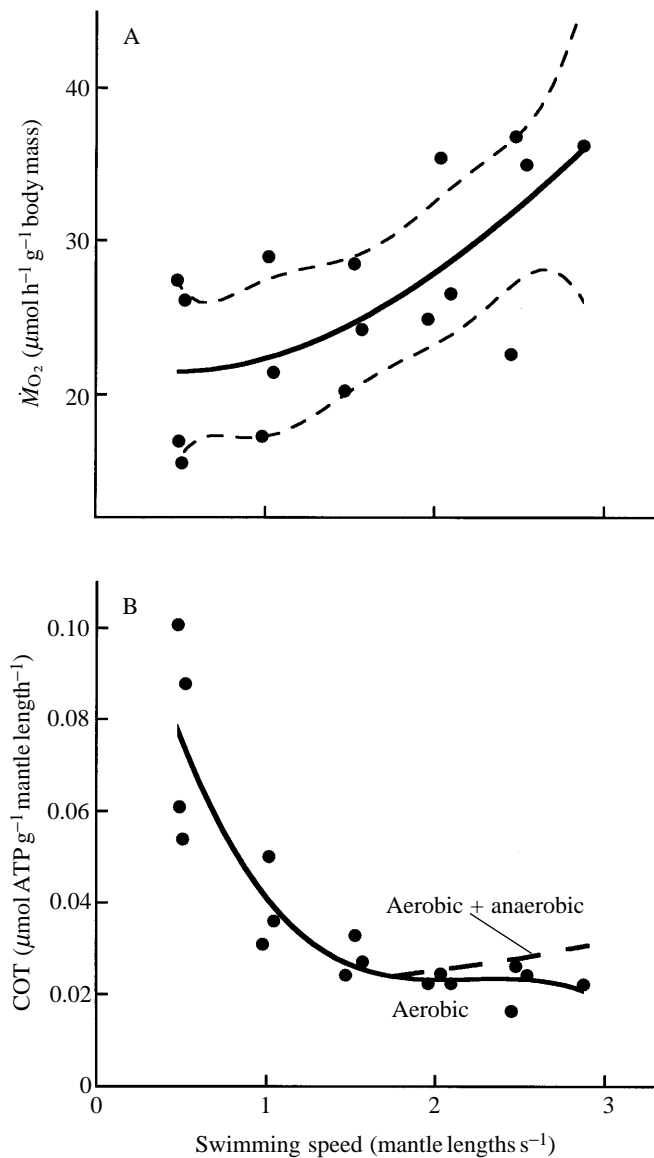 A
40
30
20
ṀO₂ (μmol h⁻¹ g⁻¹ body mass)
B
0.10
0.08
0.06
0.04
0.02
0
COT (μmol ATP g⁻¹ mantle length⁻¹)
Aerobic + anaerobic
Aerobic
0 1 2 3
Swimming speed (mantle lengths s⁻¹)